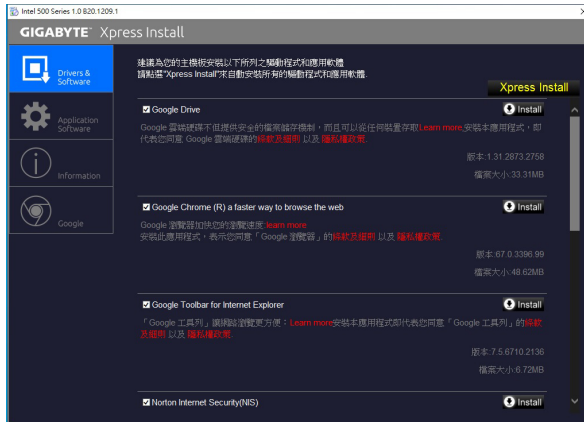 Intel 500 Series 1.0 B20.1209.1
GIGABYTE™ Xpress Install
Drivers & Software
Application Software
Information
Google
建議為您的主機板安裝以下所列之驅動程式和應用軟體
請點選"Xpress Install"來自動安裝所有的驅動程式和應用軟體.
Xpress Install
Google Drive
Install
Google 雲端硬碟不但提供安全的檔案儲存機制，而且可以從任何裝置存取Learn more.安裝本應用程式，即
代表您同意 Google 雲端硬碟的條款及細則 以及 隱私權政策.
版本:1.31.2873.2758
檔案大小:33.31MB
Google Chrome (R) a faster way to browse the web
Install
Google 瀏覽器加快您的瀏覽速度.learn more
安裝此應用程式，表示您同意「Google 瀏覽器」的條款及細則 以及 隱私權政策.
版本:67.0.3396.99
檔案大小:48.62MB
Google Toolbar for Internet Explorer
Install
「Google 工具列」讓網路瀏覽更方便：Learn more安裝本應用程式即代表您同意「Google 工具列」的條款
及細則 以及 隱私權政策.
版本:7.5.6710.2136
檔案大小:6.72MB
Norton Internet Security(NIS)
Install